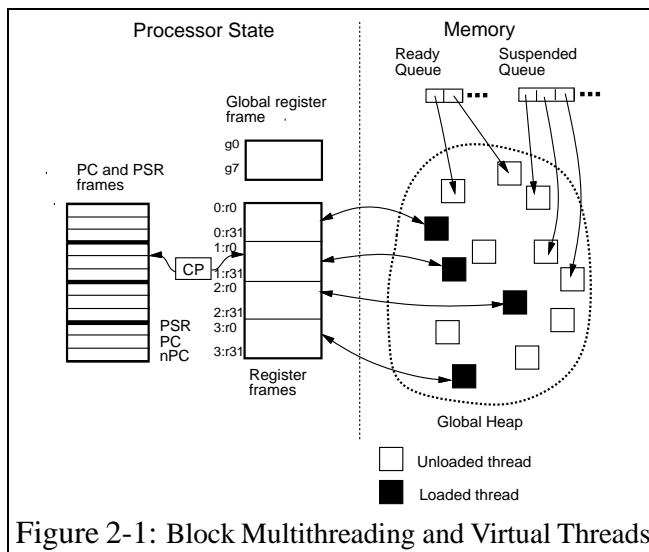 Processor State
Memory
Ready
Queue
Suspended
Queue
Global register
frame
g0
g7
PC and PSR
frames
0:r0
0:r31
1:r0
CP
1:r31
2:r0
2:r31
3:r0
3:r31
PSR
PC
nPC
Register
frames
Global Heap
Unloaded thread
Loaded thread
Figure 2-1: Block Multithreading and Virtual Threads